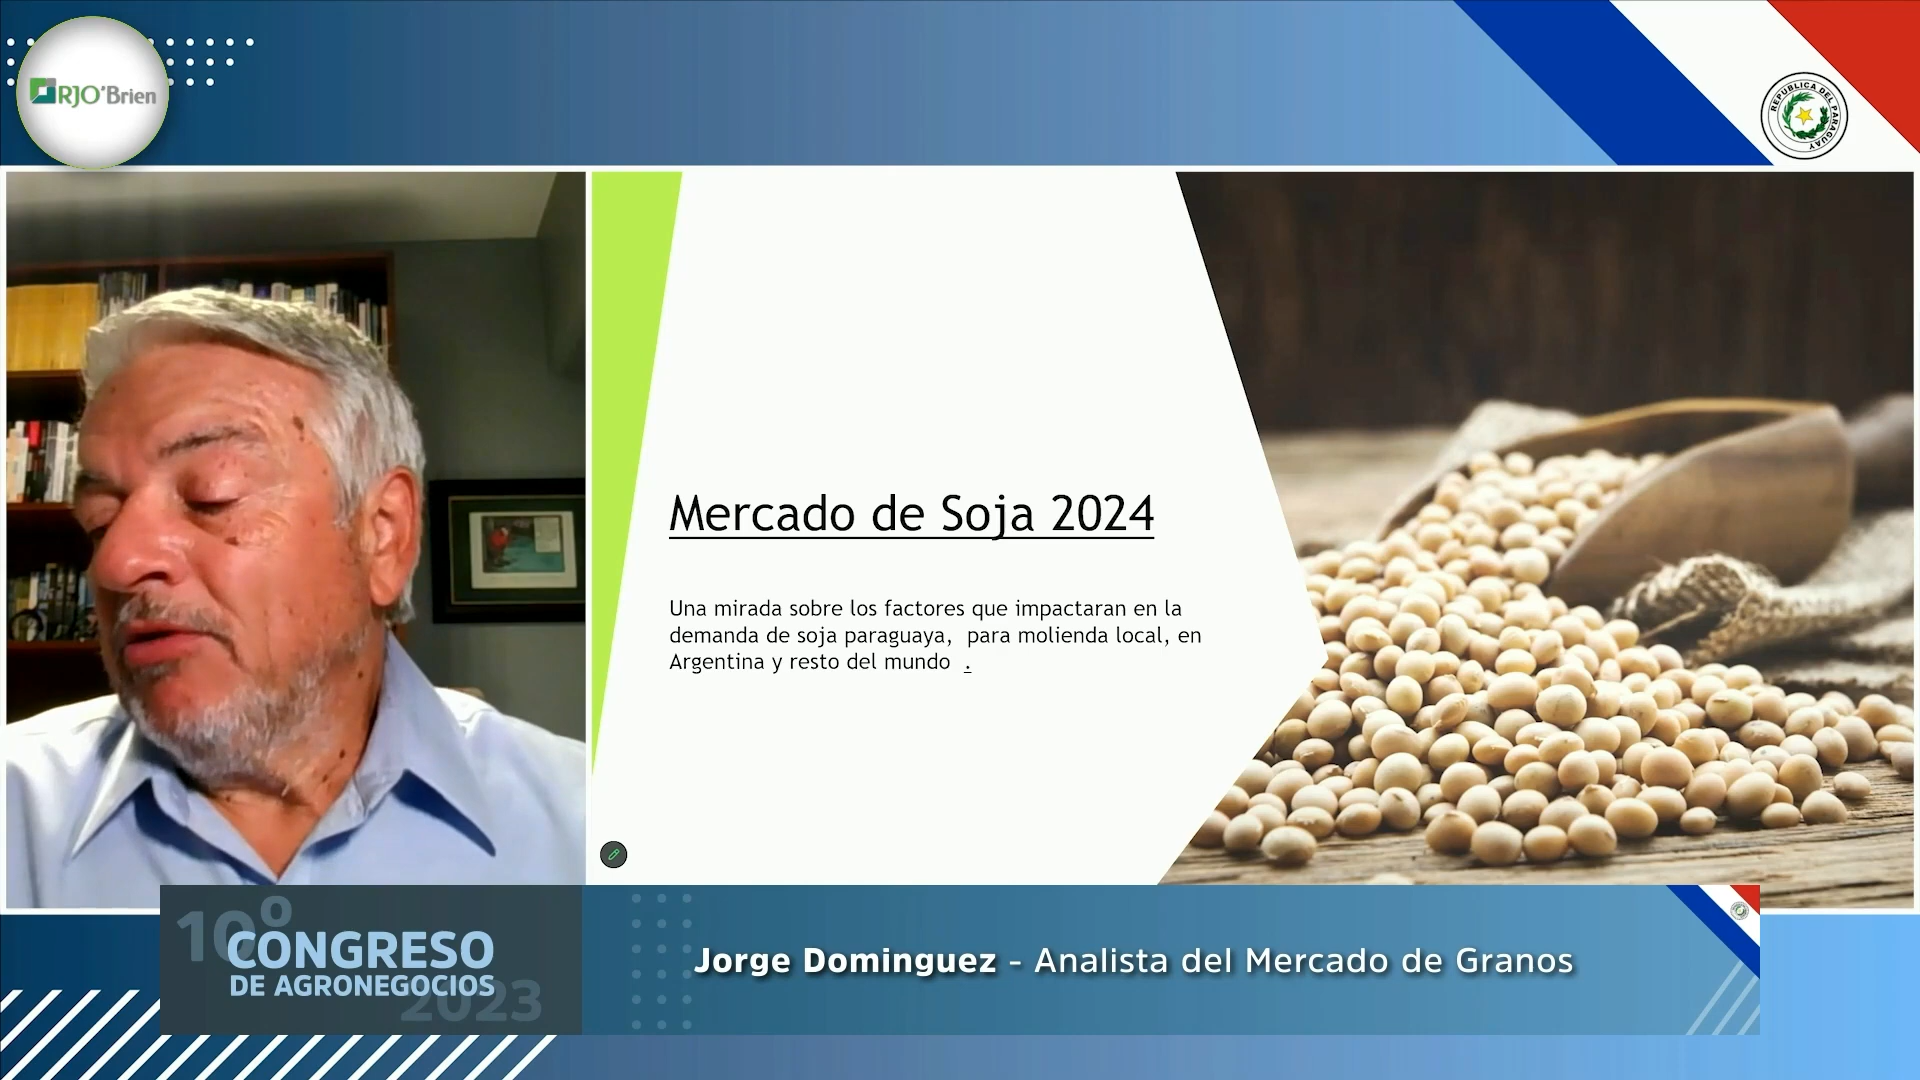 RJO'Brien
REPUBLICA DEL PARAGUAY
Mercado de Soja 2024
Una mirada sobre los factores que impactaran en la
demanda de soja paraguaya, para molienda local, en
Argentina y resto del mundo .
10º
CONGRESO
DE AGRONEGOCIOS
2023
Jorge Dominguez - Analista del Mercado de Granos